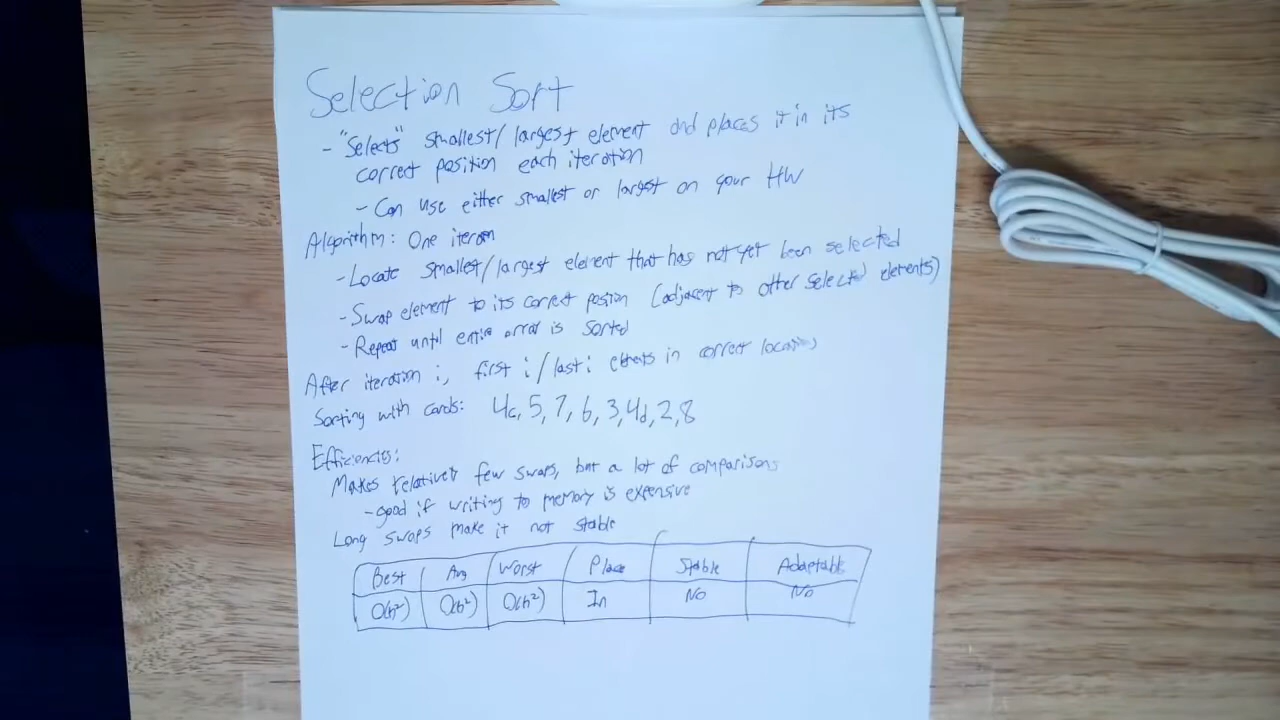 Selection Sort
- "Selects" smallest/largest element and places it in its
correct position each iteration
- Can use either smallest or largest on your HW
Algorithm: One iteration
- Locate smallest/largest element that has not yet been selected
- Swap element to its correct position (adjacent to other selected elements)
- Repeat until entire array is sorted
After iteration i, first i/last i elements in correct locations
Sorting with cards: 4c, 5, 7, 6, 3, 4d, 2, 8
Efficiencies:
Makes relatively few swaps, but a lot of comparisons
- good if writing to memory is expensive
Long swaps make it not stable
Best Avg Worst Place Stable Adaptable
O(n²) O(n²) O(n²) In No No